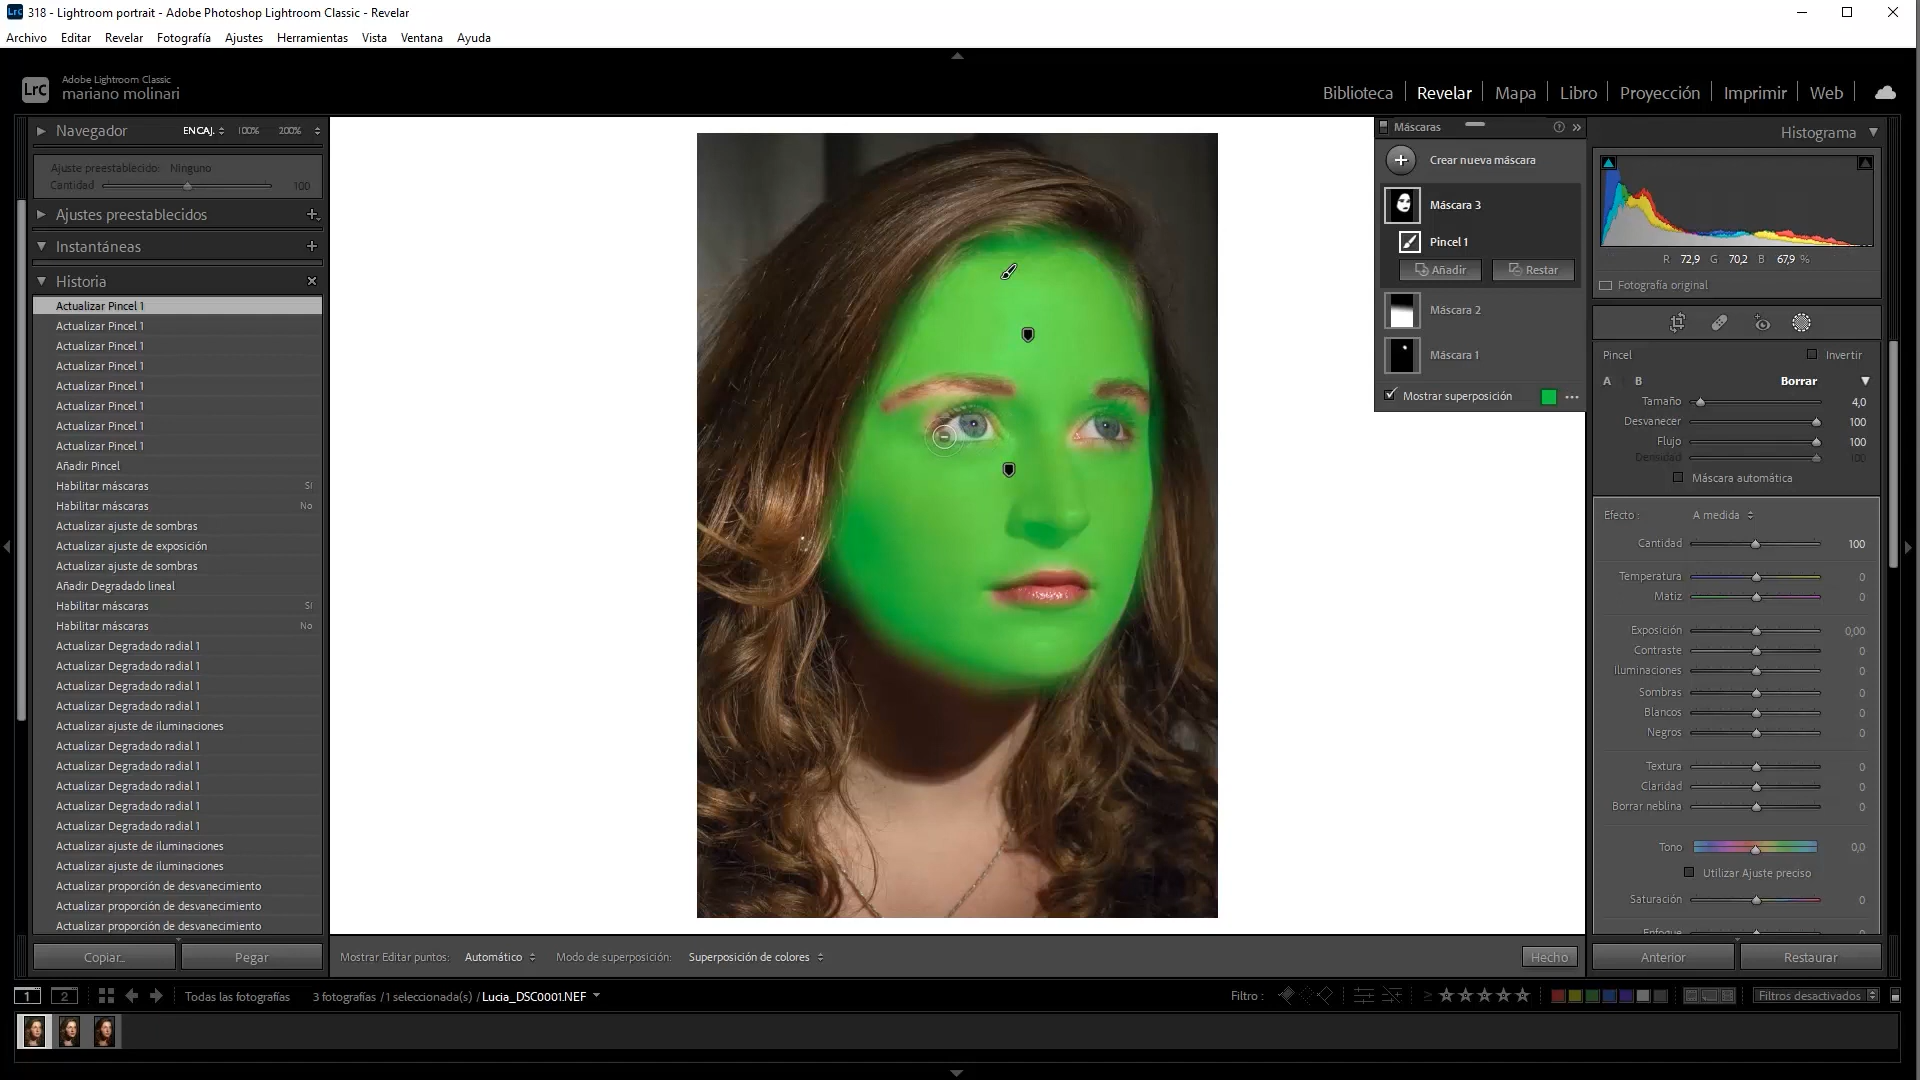 318 - Lightroom portrait - Adobe Photoshop Lightroom Classic - Revelar
Archivo Editar Revelar Fotografía Ajustes Herramientas Vista Ventana Ayuda
LrC
Adobe Lightroom Classic
mariano molinari
Biblioteca Revelar Mapa Libro Proyección Imprimir Web
Navegador
ENCAJ. 100% 200%
Ajuste preestablecido: Ninguno
Cantidad 100
Ajustes preestablecidos
Instantáneas
Historia
Actualizar Pincel 1
Actualizar Pincel 1
Actualizar Pincel 1
Actualizar Pincel 1
Actualizar Pincel 1
Actualizar Pincel 1
Actualizar Pincel 1
Actualizar Pincel 1
Añadir Pincel
Habilitar máscaras SI
Habilitar máscaras No
Actualizar ajuste de sombras
Actualizar ajuste de exposición
Actualizar ajuste de sombras
Añadir Degradado lineal
Habilitar máscaras SI
Habilitar máscaras No
Actualizar Degradado radial 1
Actualizar Degradado radial 1
Actualizar Degradado radial 1
Actualizar Degradado radial 1
Actualizar ajuste de iluminaciones
Actualizar Degradado radial 1
Actualizar Degradado radial 1
Actualizar Degradado radial 1
Actualizar Degradado radial 1
Actualizar Degradado radial 1
Actualizar ajuste de iluminaciones
Actualizar ajuste de iluminaciones
Actualizar proporción de desvanecimiento
Actualizar proporción de desvanecimiento
Actualizar proporción de desvanecimiento
Copiar... Pegar
Máscaras
Crear nueva máscara
Máscara 3
Pincel 1
Añadir Restar
Máscara 2
Máscara 1
Mostrar superposición
Histograma
R 72,9 G 70,2 B 67,9 %
Fotografía original
Pincel Invertir
A B Borrar
Tamaño 4,0
Desvanecer 100
Flujo 100
Densidad 100
Máscara automática
Efecto : A medida
Cantidad 100
Temperatura 0
Matiz 0
Exposición 0,00
Contraste 0
Iluminaciones 0
Sombras 0
Blancos 0
Negros 0
Textura 0
Claridad 0
Borrar neblina 0
Tono 0,0
Utilizar Ajuste preciso
Saturación 0
Enfoque 0
Mostrar Editar puntos: Automático Modo de superposición: Superposición de colores Hecho
Anterior Restaurar
1 2 Todas las fotografías 3 fotografías /1 seleccionada(s) /Lucia_DSC0001.NEF
Filtro : ≥ Filtros desactivados